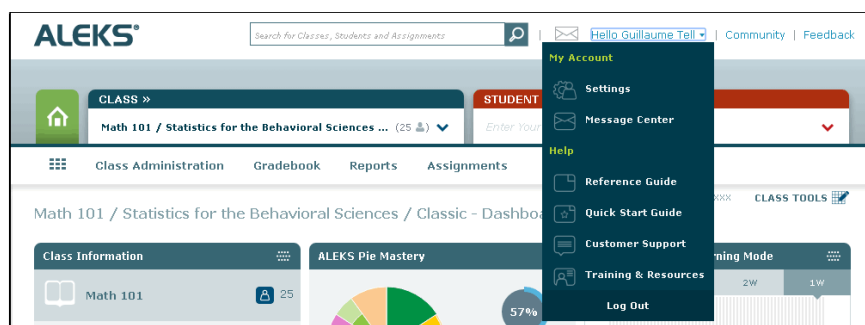 ALEKS®
Search for Classes, Students and Assignments
| Hello Guillaume Tell | Community | Feedback
My Account
Settings
Message Center
Help
Reference Guide
Quick Start Guide
Customer Support
Training & Resources
Log Out
CLASS »
Math 101 / Statistics for the Behavioral Sciences ... (25)
STUDENT
Enter Your
Class Administration Gradebook Reports Assignments
XXX CLASS TOOLS
Math 101 / Statistics for the Behavioral Sciences / Classic - Dashboa
Class Information
Math 101 25
ALEKS Pie Mastery
57%
rning Mode
2W 1W